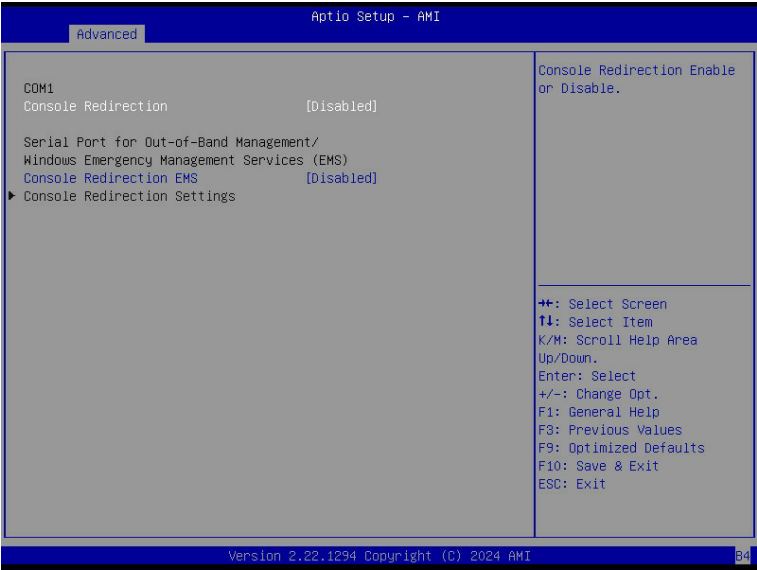 Aptio Setup - AMI
Advanced
COM1
Console Redirection [Disabled]
Serial Port for Out-of-Band Management/
Windows Emergency Management Services (EMS)
Console Redirection EMS [Disabled]
Console Redirection Settings
Console Redirection Enable
or Disable.
→←: Select Screen
↑↓: Select Item
K/M: Scroll Help Area
Up/Down.
Enter: Select
+/-: Change Opt.
F1: General Help
F3: Previous Values
F9: Optimized Defaults
F10: Save & Exit
ESC: Exit
Version 2.22.1294 Copyright (C) 2024 AMI
B4